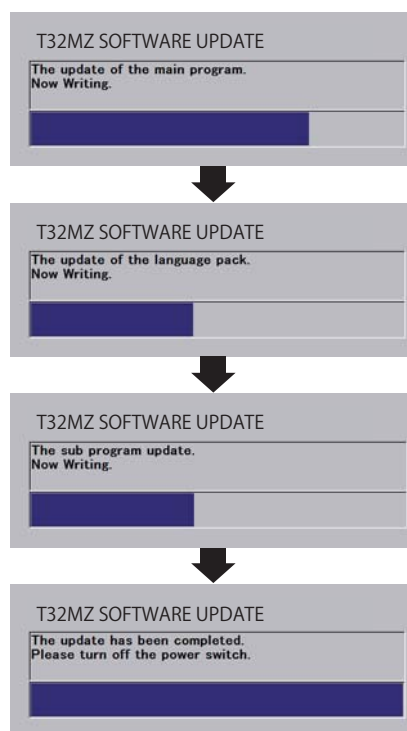 T32MZ SOFTWARE UPDATE
The update of the main program.
Now Writing.
T32MZ SOFTWARE UPDATE
The update of the language pack.
Now Writing.
T32MZ SOFTWARE UPDATE
The sub program update.
Now Writing.
T32MZ SOFTWARE UPDATE
The update has been completed.
Please turn off the power switch.